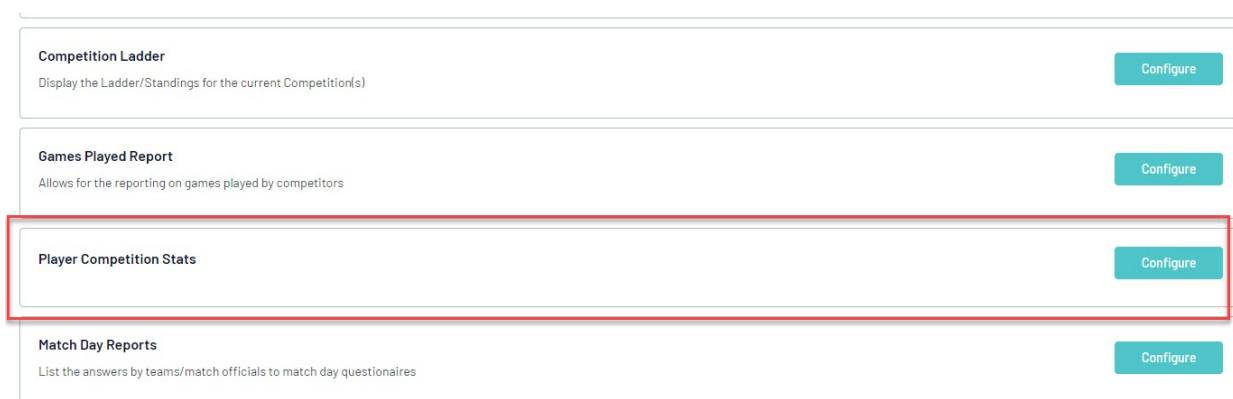 Competition Ladder
Configure
Display the Ladder/Standings for the current Competition(s)
Games Played Report
Configure
Allows for the reporting on games played by competitors
Player Competition Stats
Configure
Match Day Reports
Configure
List the answers by teams/match officials to match day questionaires